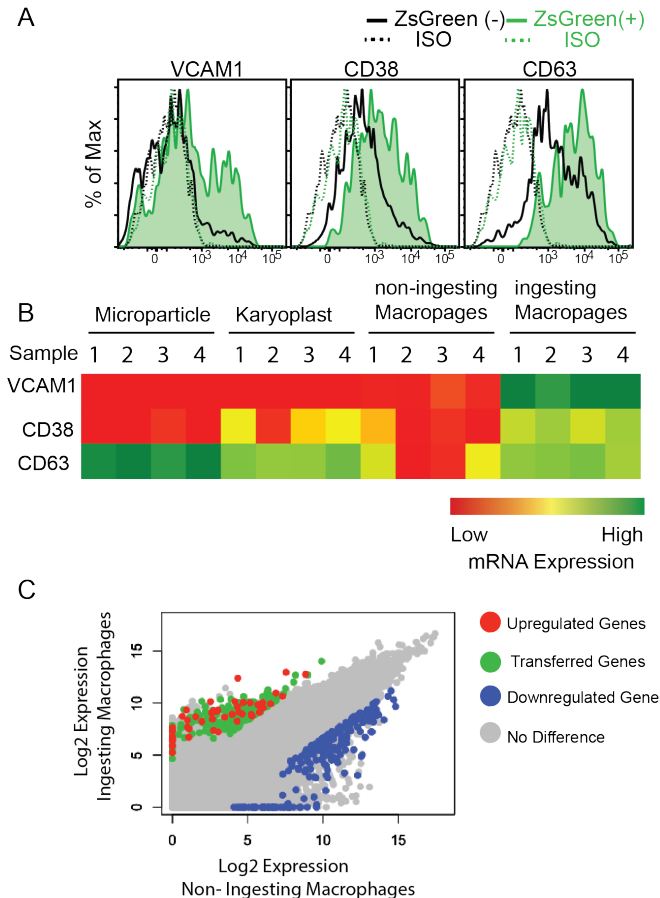 A
ZsGreen (-) ZsGreen(+)
ISO ISO
VCAM1 CD38 CD63
% of Max
0 10³ 10⁴ 10⁵ 0 10³ 10⁴ 10⁵ 0 10³ 10⁴ 10⁵
B
non-ingesting ingesting
Microparticle Karyoplast Macropages Macropages
Sample 1 2 3 4 1 2 3 4 1 2 3 4 1 2 3 4
VCAM1
CD38
CD63
Low High
mRNA Expression
C
Log2 Expression
Ingesting Macrophages
15
10
5
0
0 5 10 15
Log2 Expression
Non- Ingesting Macrophages
Upregulated Genes
Transferred Genes
Downregulated Gene
No Difference